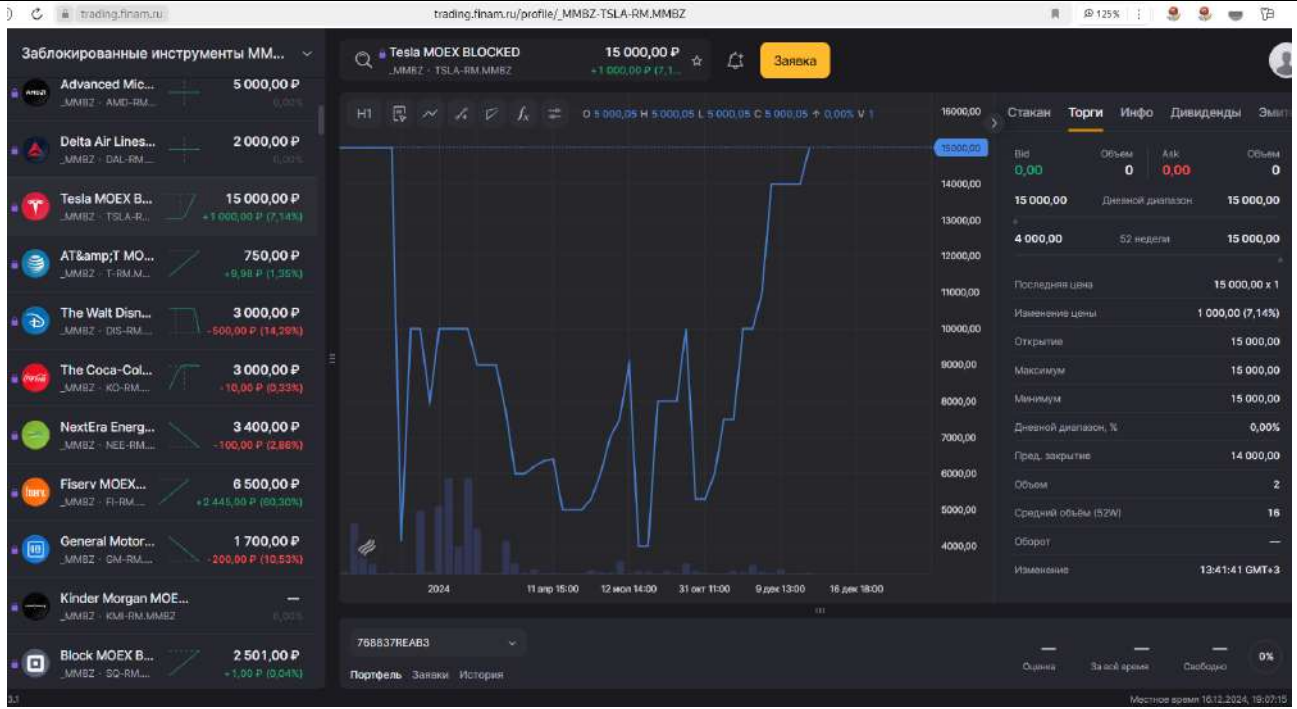 trading.finam.ru
trading.finam.ru/profile/_MMBZ-TSLA-RM.MMBZ
125%
Заблокированные инструменты ММ...
Advanced Mic...
5 000,00 ₽
_MMBZ · AMD-RM...
0,00%
Delta Air Lines...
2 000,00 ₽
_MMBZ · DAL-RM...
0,00%
Tesla MOEX B...
15 000,00 ₽
_MMBZ · TSLA-R...
+1 000,00 ₽ (7,14%)
AT&amp;T MO...
750,00 ₽
_MMBZ · T-RM.M...
+9,98 ₽ (1,35%)
The Walt Disn...
3 000,00 ₽
_MMBZ · DIS-RM...
-500,00 ₽ (14,29%)
The Coca-Col...
3 000,00 ₽
_MMBZ · KO-RM....
-10,00 ₽ (0,33%)
NextEra Energ...
3 400,00 ₽
_MMBZ · NEE-RM...
-100,00 ₽ (2,86%)
Fiserv MOEX...
6 500,00 ₽
_MMBZ · FI-RM....
+2 445,00 ₽ (60,30%)
General Motor...
1 700,00 ₽
_MMBZ · GM-RM...
-200,00 ₽ (10,53%)
Kinder Morgan MOE...
—
_MMBZ · KMI-RM.MMBZ
0,00%
Block MOEX B...
2 501,00 ₽
_MMBZ · SQ-RM....
+1,00 ₽ (0,04%)
Tesla MOEX BLOCKED
15 000,00 ₽
_MMBZ · TSLA-RM.MMBZ
+1 000,00 ₽ (7,1...
Заявка
H1
O 5 000,05 H 5 000,05 L 5 000,05 C 5 000,05 ↑ 0,00% V 1
16000,00
15000,00
14000,00
13000,00
12000,00
11000,00
10000,00
9000,00
8000,00
7000,00
6000,00
5000,00
4000,00
2024
11 апр 15:00
12 июл 14:00
31 окт 11:00
9 дек 13:00
16 дек 18:00
Стакан Торги Инфо Дивиденды Эмит
Bid Объем Ask Объем
0,00 0 0,00 0
15 000,00 Дневной диапазон 15 000,00
4 000,00 52 недели 15 000,00
Последняя цена 15 000,00 x 1
Изменение цены 1 000,00 (7,14%)
Открытие 15 000,00
Максимум 15 000,00
Минимум 15 000,00
Дневной диапазон, % 0,00%
Пред. закрытие 14 000,00
Объем 2
Средний объём (52W) 16
Оборот —
Изменение 13:41:41 GMT+3
768837REAB3
Портфель Заявки История
— — —
Оценка За всё время Свободно
0%
Местное время 16.12.2024, 19:07:15